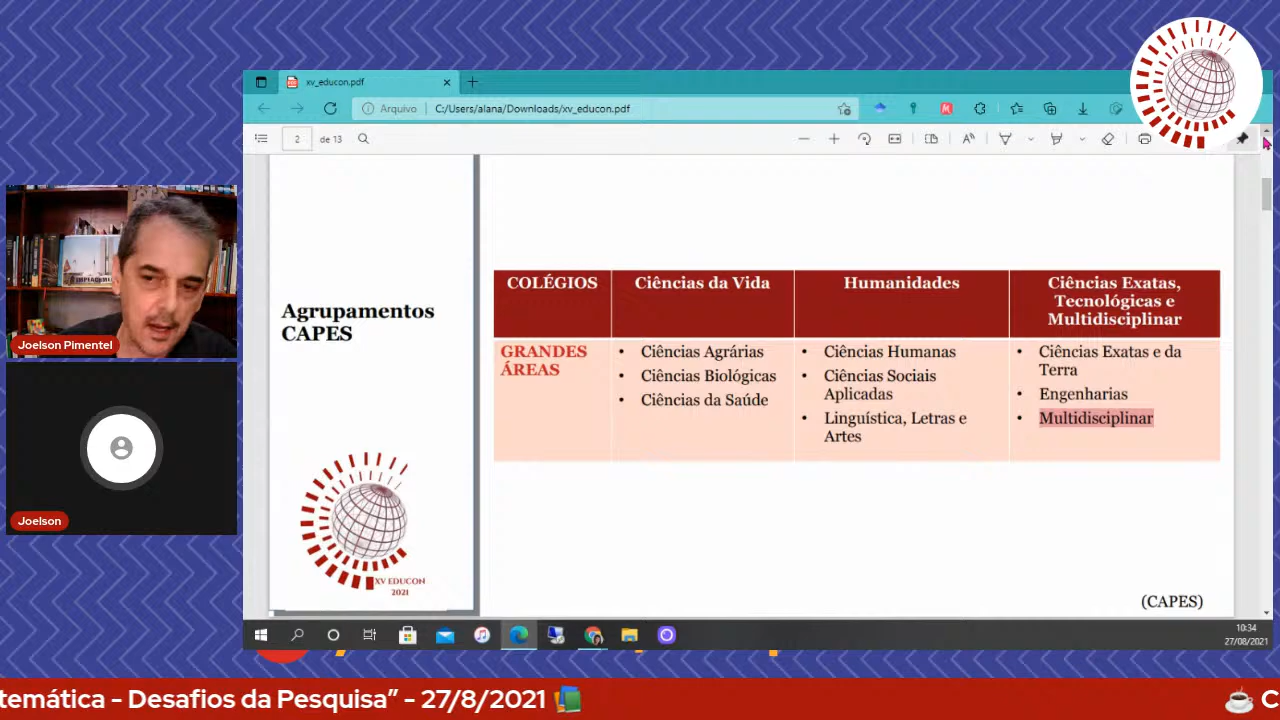 xv_educon.pdf
Arquivo
C:/Users/alana/Downloads/xv_educon.pdf
2
de 13
Agrupamentos
CAPES
COLÉGIOS
Ciências da Vida
Humanidades
Ciências Exatas,
Tecnológicas e
Multidisciplinar
GRANDES
ÁREAS
• Ciências Agrárias
• Ciências Biológicas
• Ciências da Saúde
• Ciências Humanas
• Ciências Sociais
Aplicadas
• Linguística, Letras e
Artes
• Ciências Exatas e da
Terra
• Engenharias
• Multidisciplinar
XV EDUCON
2021
(CAPES)
Joelson Pimentel
Joelson
10:34
27/08/2021
temática - Desafios da Pesquisa” - 27/8/2021
C